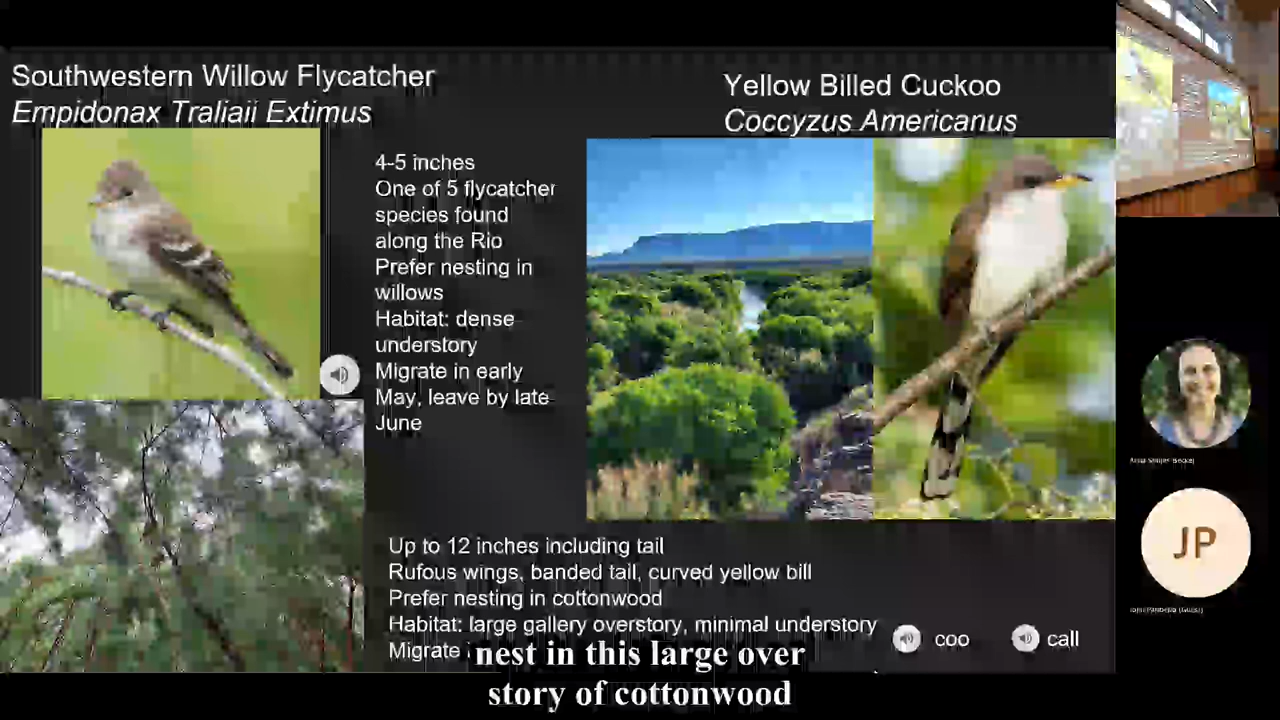 Southwestern Willow Flycatcher
Empidonax Traliaii Extimus
4-5 inches
One of 5 flycatcher
species found
along the Rio
Prefer nesting in
willows
Habitat: dense
understory
Migrate in early
May, leave by late
June
Yellow Billed Cuckoo
Coccyzus Americanus
Up to 12 inches including tail
Rufous wings, banded tail, curved yellow bill
Prefer nesting in cottonwood
Habitat: large gallery overstory, minimal understory
Migrate
coo
call
nest in this large over
story of cottonwood
JP